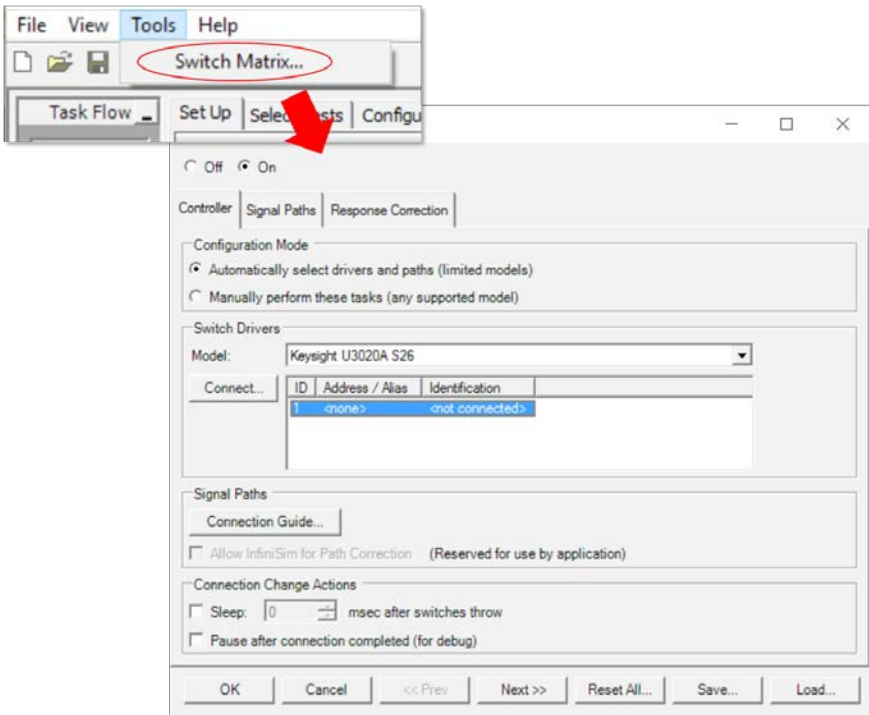 File View Tools Help
Switch Matrix...
Task Flow
Set Up Select Tests Configu
Off On
Controller Signal Paths Response Correction
Configuration Mode
Automatically select drivers and paths (limited models)
Manually perform these tasks (any supported model)
Switch Drivers
Model: Keysight U3020A S26
Connect... ID Address / Alias Identification
1 <none> <not connected>
Signal Paths
Connection Guide...
Allow InfiniSim for Path Correction (Reserved for use by application)
Connection Change Actions
Sleep: 0 msec after switches throw
Pause after connection completed (for debug)
OK Cancel << Prev Next >> Reset All... Save... Load...